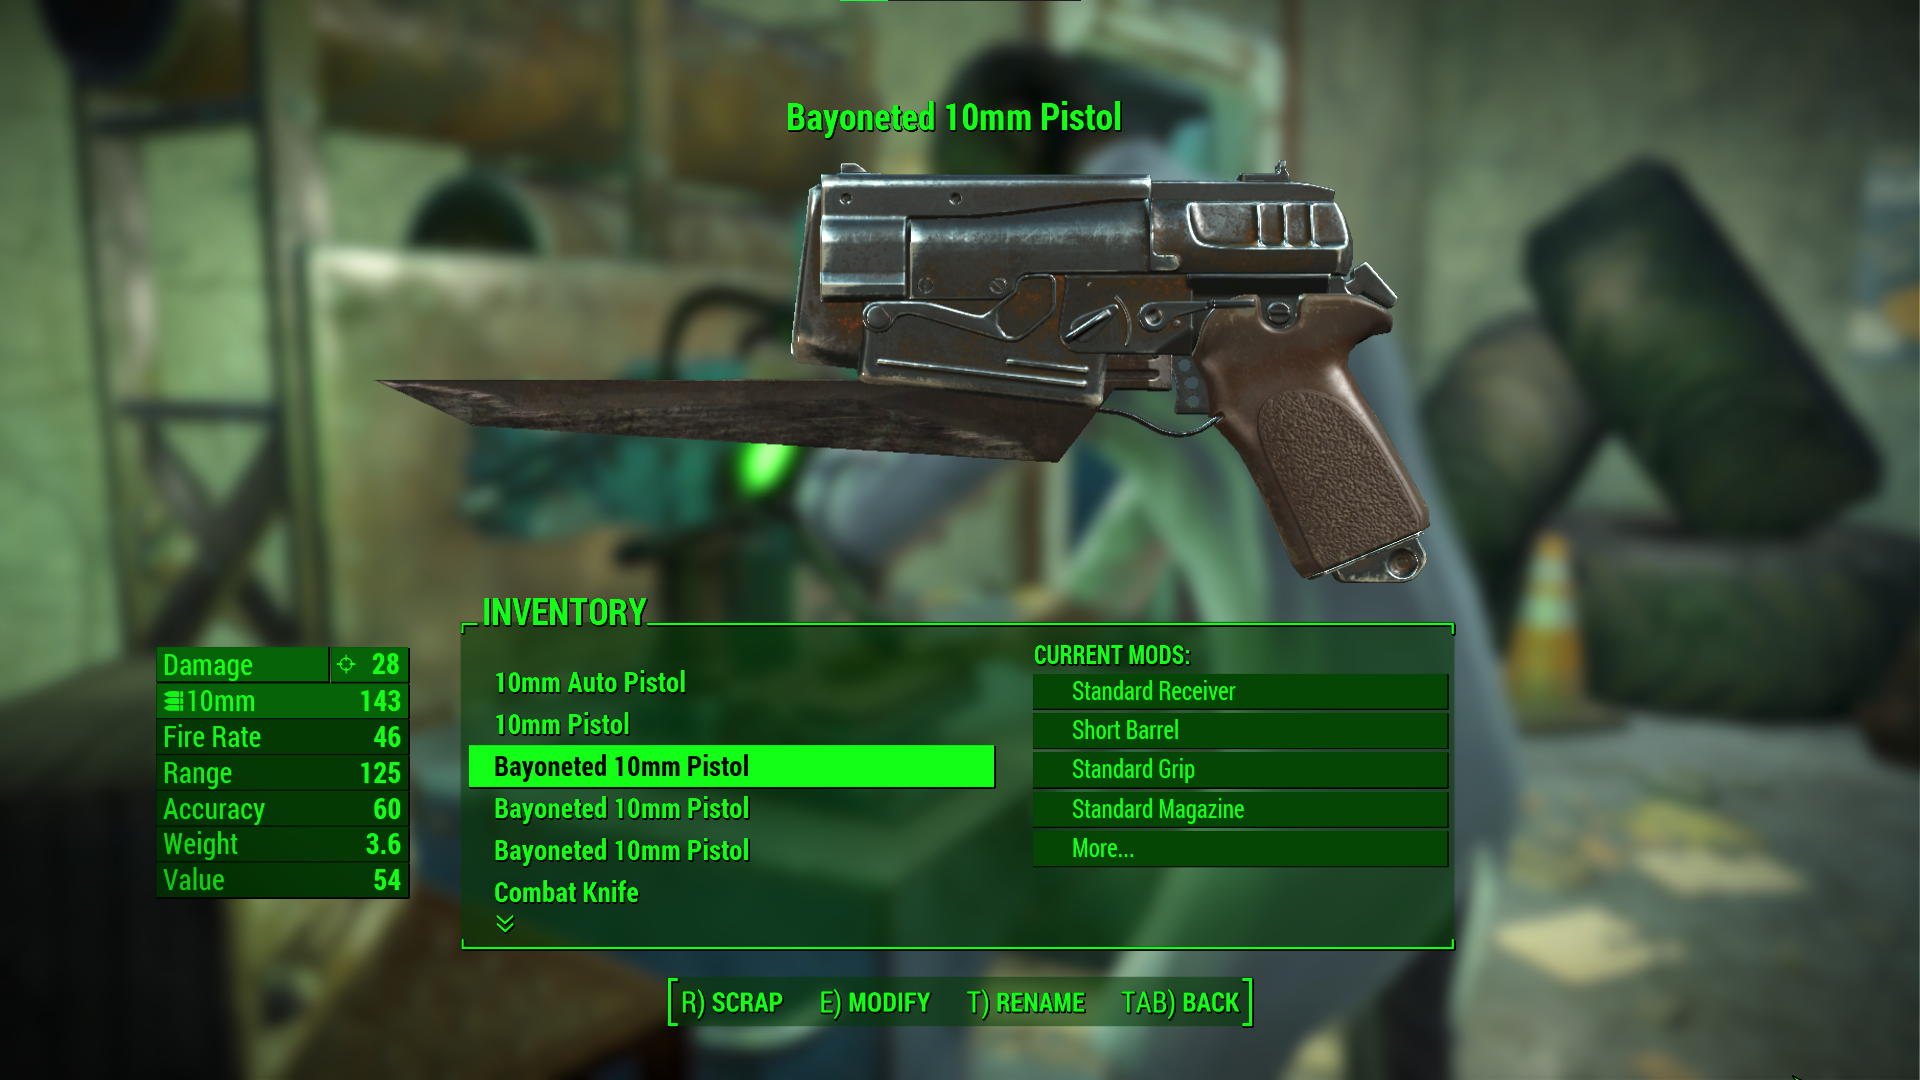 Bayoneted 10mm Pistol
INVENTORY
Damage 28
10mm 143
Fire Rate 46
Range 125
Accuracy 60
Weight 3.6
Value 54
10mm Auto Pistol
10mm Pistol
Bayoneted 10mm Pistol
Bayoneted 10mm Pistol
Bayoneted 10mm Pistol
Combat Knife
CURRENT MODS:
Standard Receiver
Short Barrel
Standard Grip
Standard Magazine
More...
R) SCRAP E) MODIFY T) RENAME TAB) BACK